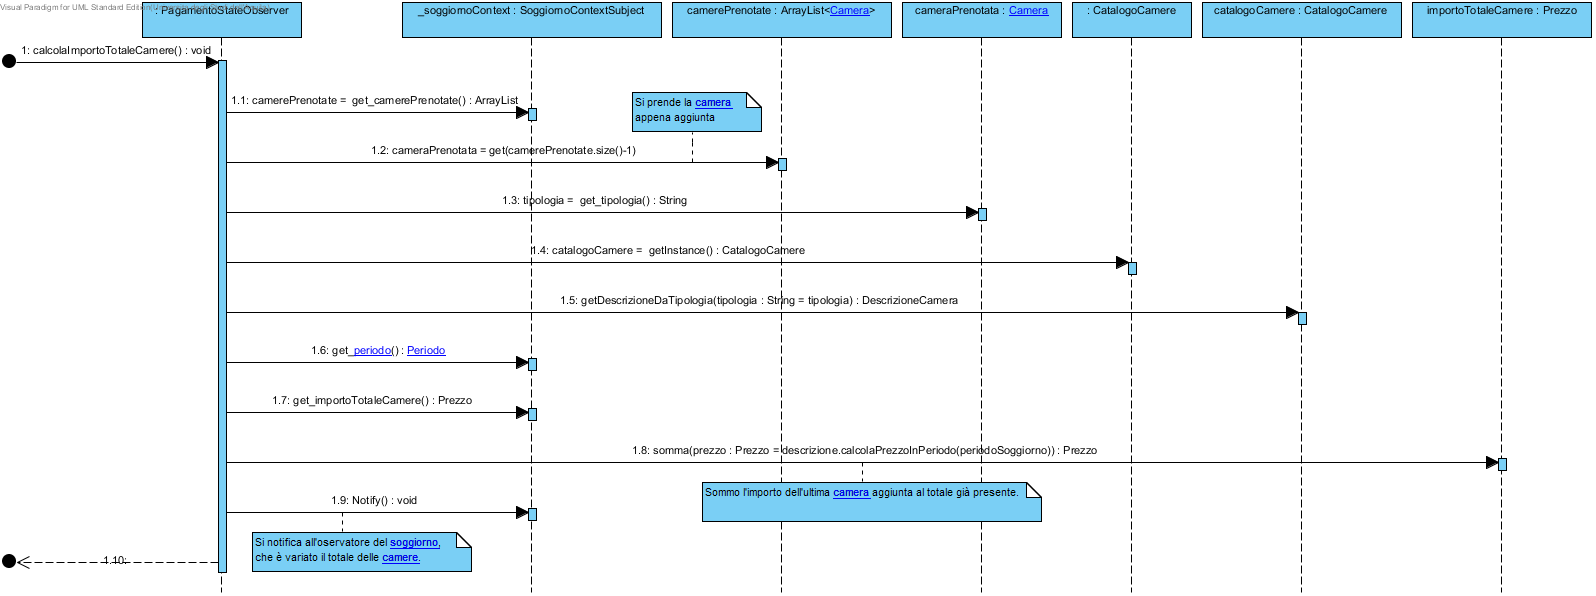 Visual Paradigm for UML Standard Edition
: PagamentoStateObserver
_soggiornoContext : SoggiornoContextSubject
camerePrenotate : ArrayList<Camera>
cameraPrenotata : Camera
: CatalogoCamere
catalogoCamere : CatalogoCamere
importoTotaleCamere : Prezzo
1: calcolaImportoTotaleCamere() : void
1.1: camerePrenotate = get_camerePrenotate() : ArrayList
Si prende la camera
appena aggiunta
1.2: cameraPrenotata = get(camerePrenotate.size()-1)
1.3: tipologia = get_tipologia() : String
1.4: catalogoCamere = getInstance() : CatalogoCamere
1.5: getDescrizioneDaTipologia(tipologia : String = tipologia) : DescrizioneCamera
1.6: get_periodo() : Periodo
1.7: get_importoTotaleCamere() : Prezzo
1.8: somma(prezzo : Prezzo = descrizione.calcolaPrezzoInPeriodo(periodoSoggiorno)) : Prezzo
Sommo l'importo dell'ultima camera aggiunta al totale già presente.
1.9: Notify() : void
Si notifica all'oservatore del soggiorno,
che è variato il totale delle camere.
1.10: